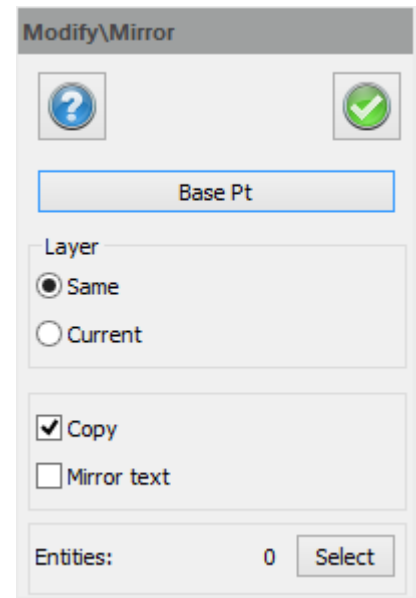 Modify\Mirror
?
Base Pt
Layer
Same
Current
Copy
Mirror text
Entities: 0 Select